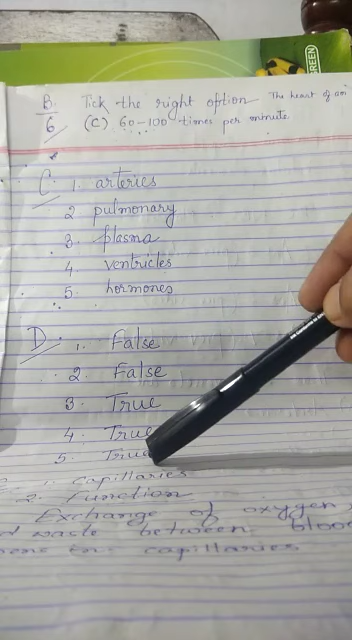 GREEN
B. Tick the right option The heart of an
6 (C) 60-100 times per minute.
C. 1. arteries
2 pulmonary
3. plasma
4. ventricles
5. hormones
D. 1. False
2. False
3. True
4. True
5. True
1. Capillaries
2. Function
Exchange of oxygen,
waste between bloo
in capillaries